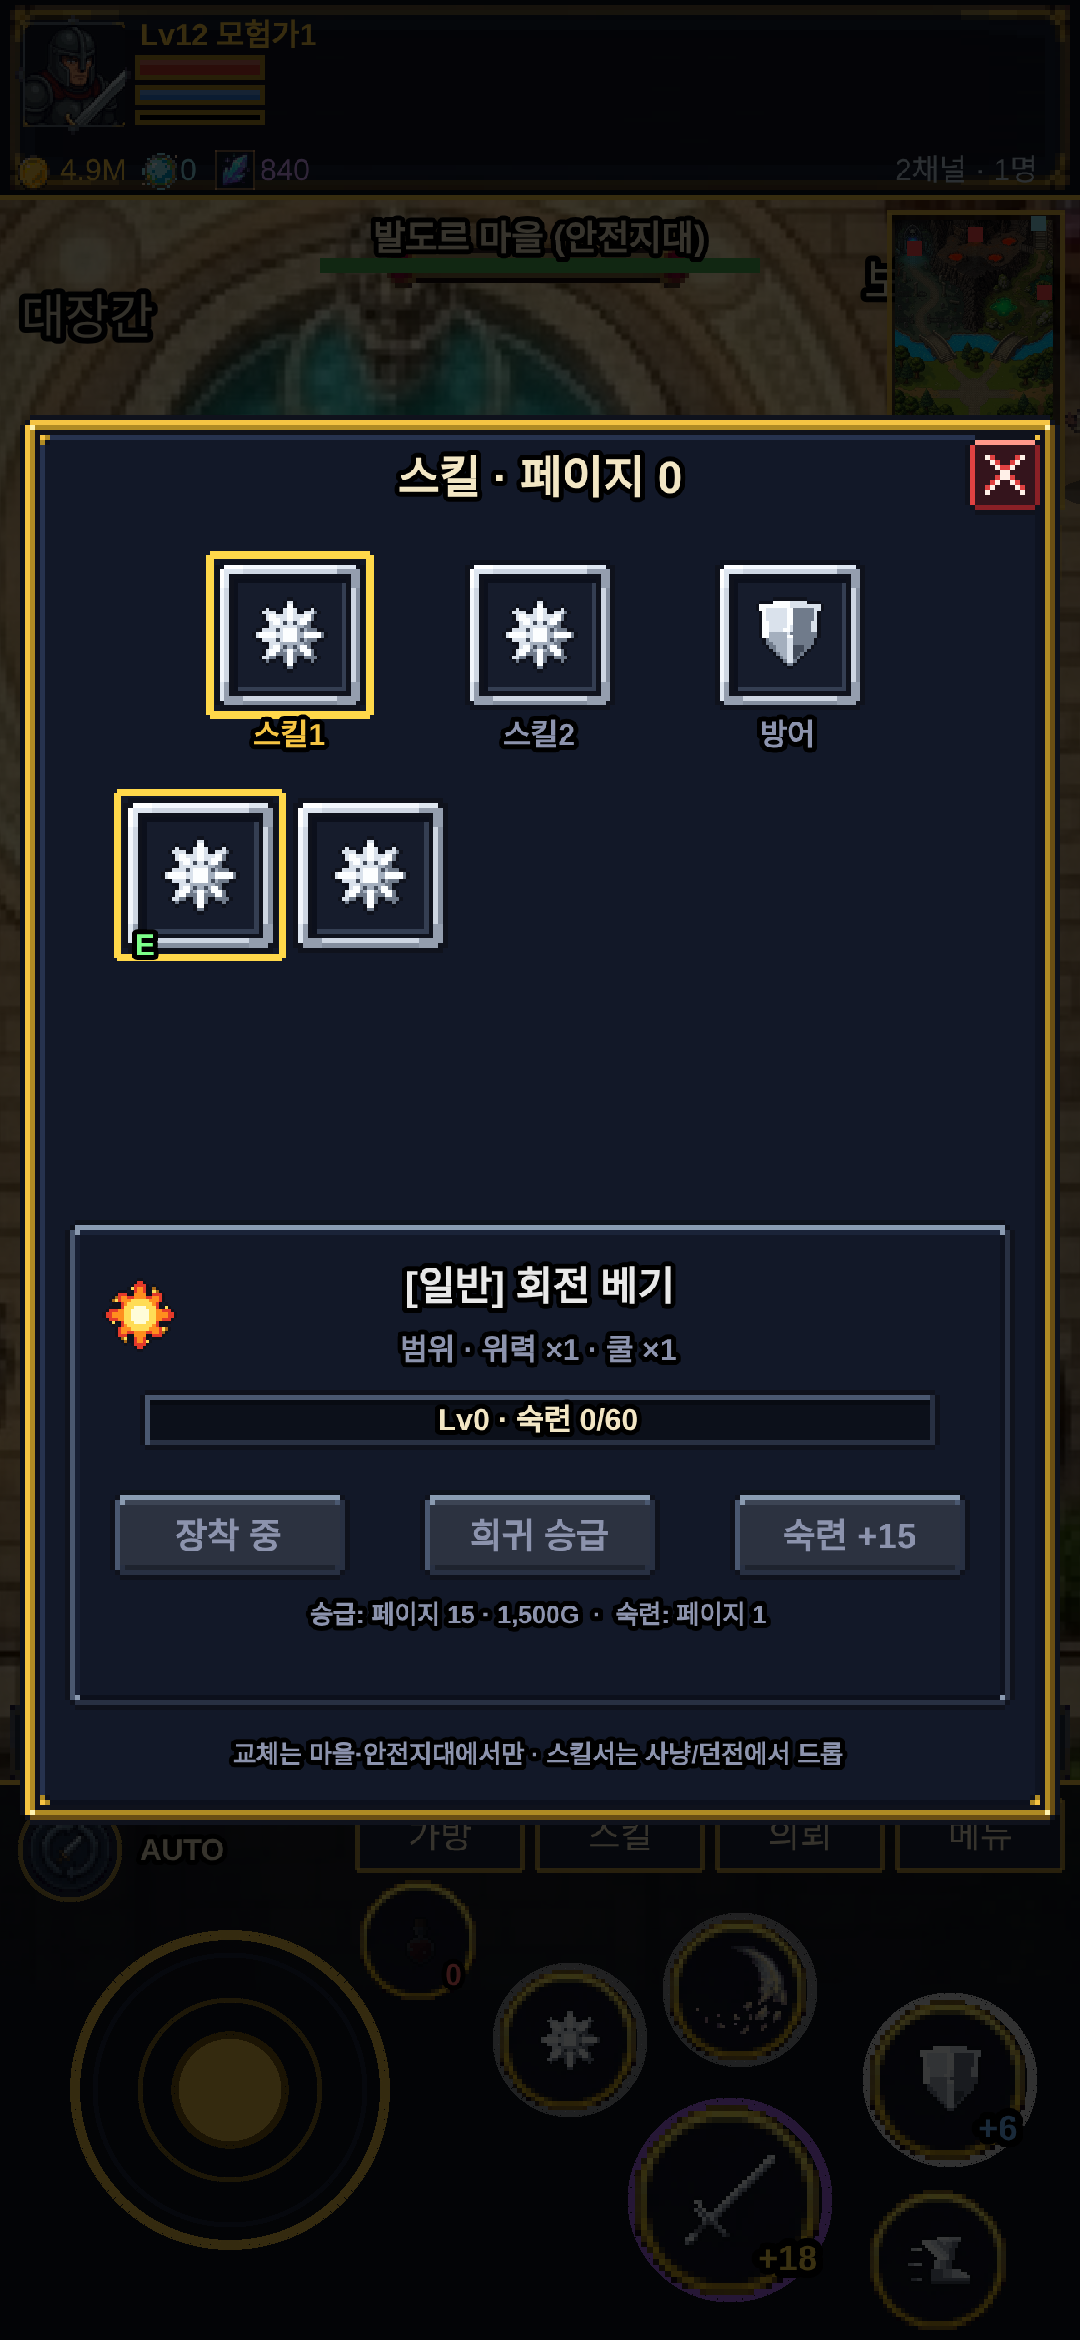 Lv12 모험가1
4.9M 0 840 2채널 · 1명
발도르 마을 (안전지대)
대장간
스킬 · 페이지 0
스킬1 스킬2 방어
E
[일반] 회전 베기
범위 · 위력 ×1 · 쿨 ×1
Lv0 · 숙련 0/60
장착 중 희귀 승급 숙련 +15
승급: 페이지 15 · 1,500G · 숙련: 페이지 1
교체는 마을·안전지대에서만 · 스킬서는 사냥/던전에서 드롭
AUTO 가방 스킬 의뢰 메뉴
0
+6
+18